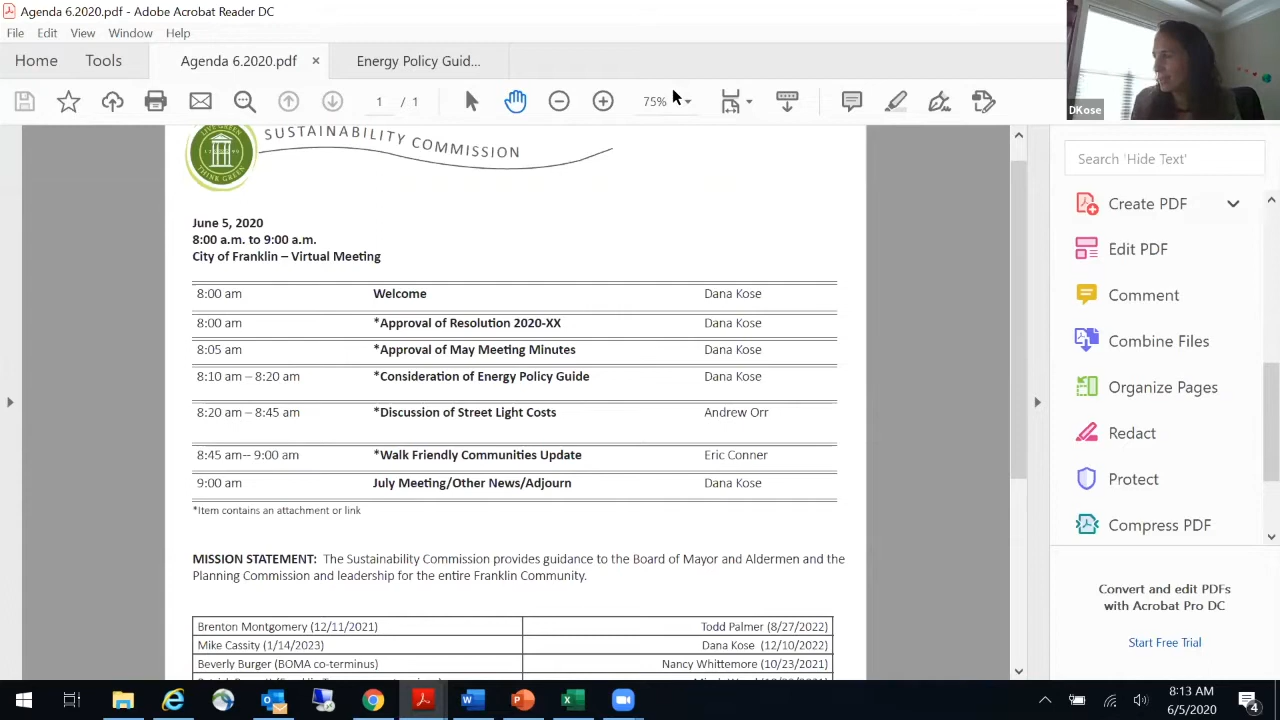 Agenda 6.2020.pdf - Adobe Acrobat Reader DC
File Edit View Window Help
Home Tools Agenda 6.2020.pdf × Energy Policy Guid...
1 / 1 75%
DKose
LIVE GREEN
THINK GREEN
SUSTAINABILITY COMMISSION
June 5, 2020
8:00 a.m. to 9:00 a.m.
City of Franklin – Virtual Meeting
8:00 am Welcome Dana Kose
8:00 am *Approval of Resolution 2020-XX Dana Kose
8:05 am *Approval of May Meeting Minutes Dana Kose
8:10 am – 8:20 am *Consideration of Energy Policy Guide Dana Kose
8:20 am – 8:45 am *Discussion of Street Light Costs Andrew Orr
8:45 am-- 9:00 am *Walk Friendly Communities Update Eric Conner
9:00 am July Meeting/Other News/Adjourn Dana Kose
*Item contains an attachment or link
MISSION STATEMENT: The Sustainability Commission provides guidance to the Board of Mayor and Aldermen and the
Planning Commission and leadership for the entire Franklin Community.
Brenton Montgomery (12/11/2021) Todd Palmer (8/27/2022)
Mike Cassity (1/14/2023) Dana Kose (12/10/2022)
Beverly Burger (BOMA co-terminus) Nancy Whittemore (10/23/2021)
Search 'Hide Text'
Create PDF
Edit PDF
Comment
Combine Files
Organize Pages
Redact
Protect
Compress PDF
Convert and edit PDFs
with Acrobat Pro DC
Start Free Trial
8:13 AM
6/5/2020
4